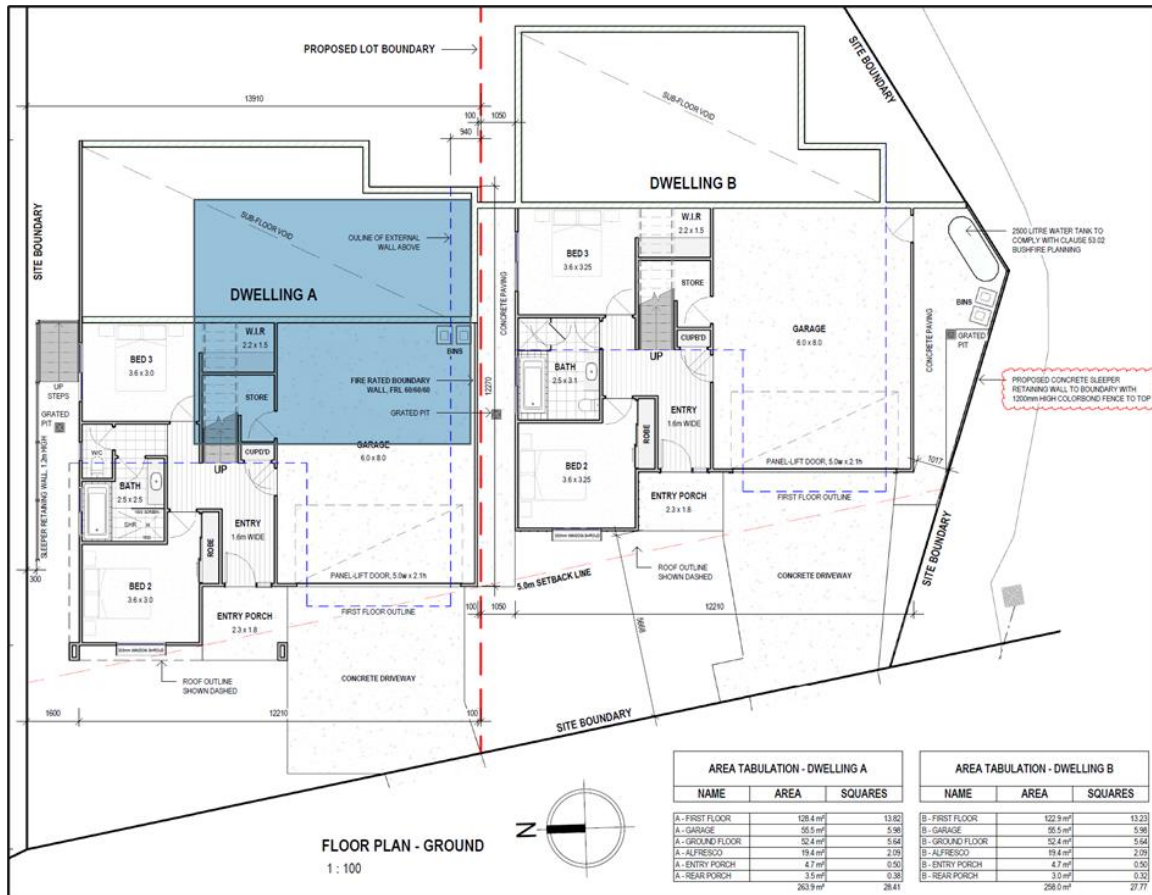 PROPOSED LOT BOUNDARY
SITE BOUNDARY
13910
100
1050
940
SUB-FLOOR VOID
DWELLING B
SITE BOUNDARY
SUB-FLOOR VOID
OULINE OF EXTERNAL
WALL ABOVE
DWELLING A
BED 3
3.6 x 3.25
W.I.R
2.2 x 1.5
STORE
CUPB'D
UP
GARAGE
6.0 x 8.0
CONCRETE PAVING
CONCRETE PAVING
2500 LITRE WATER TANK TO
COMPLY WITH CLAUSE 53.02
BUSHFIRE PLANNING
BINS
GRATED
PIT
PROPOSED CONCRETE SLEEPER
RETAINING WALL TO BOUNDARY WITH
1200mm HIGH COLORBOND FENCE TO TOP
UP
STEPS
GRATED
PIT
SLEEPER RETAINING WALL, 1.2m HIGH
BED 3
3.6 x 3.0
W.I.R
2.2 x 1.5
STORE
BINS
FIRE RATED BOUNDARY
WALL, FRL 60/60/60
GRATED PIT
12270
CUPD'D
UP
GARAGE
6.0 x 8.0
BATH
2.5 x 3.1
ENTRY
1.6m WIDE
ROBE
BED 2
3.6 x 3.25
PANEL-LIFT DOOR, 5.0w x 2.1h
1017
ENTRY PORCH
2.3 x 1.8
FIRST FLOOR OUTLINE
SITE BOUNDARY
W/C
BATH
2.5 x 2.5
SHR
ROBE
ENTRY
1.6m WIDE
BED 2
3.6 x 3.0
PANEL-LIFT DOOR, 5.0w x 2.1h
300
ROOF OUTLINE
SHOWN DASHED
5.0m SETBACK LINE
CONCRETE DRIVEWAY
ENTRY PORCH
2.3 x 1.8
FIRST FLOOR OUTLINE
100
1050
12210
ROOF OUTLINE
SHOWN DASHED
CONCRETE DRIVEWAY
1600
12210
100
SITE BOUNDARY
N
FLOOR PLAN - GROUND
1 : 100
AREA TABULATION - DWELLING A
NAME AREA SQUARES
A - FIRST FLOOR 128.4 m² 13.82
A - GARAGE 55.5 m² 5.98
A - GROUND FLOOR 52.4 m² 5.64
A - ALFRESCO 19.4 m² 2.09
A - ENTRY PORCH 4.7 m² 0.50
A - REAR PORCH 3.5 m² 0.38
263.9 m² 28.41
AREA TABULATION - DWELLING B
NAME AREA SQUARES
B - FIRST FLOOR 122.9 m² 13.23
B - GARAGE 55.5 m² 5.98
B - GROUND FLOOR 52.4 m² 5.64
B - ALFRESCO 19.4 m² 2.09
B - ENTRY PORCH 4.7 m² 0.50
B - REAR PORCH 3.0 m² 0.32
258.0 m² 27.77